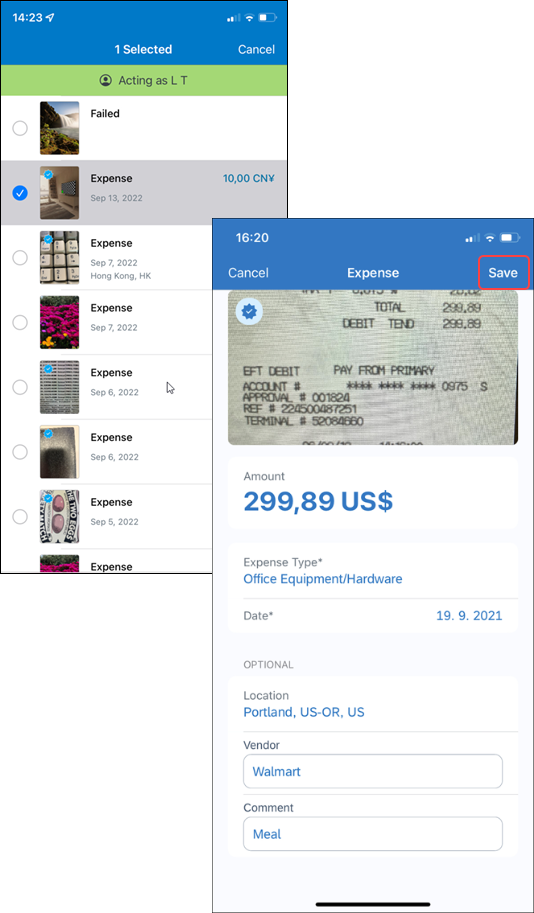 14:23
1 Selected
Cancel
Acting as L T
Failed
Expense
10,00 CN¥
Sep 13, 2022
Expense
Sep 7, 2022
Hong Kong, HK
Expense
Sep 7, 2022
Expense
Sep 6, 2022
Expense
Sep 6, 2022
Expense
Sep 5, 2022
Expense
16:20
Cancel
Expense
Save
TOTAL 299,89
DEBIT TEND 299,89
EFT DEBIT PAY FROM PRIMARY
ACCOUNT # **** **** **** 0975 S
APPROVAL # 001824
REF # 224500487251
TERMINAL # 52084660
Amount
299,89 US$
Expense Type*
Office Equipment/Hardware
Date*
19. 9. 2021
OPTIONAL
Location
Portland, US-OR, US
Vendor
Walmart
Comment
Meal